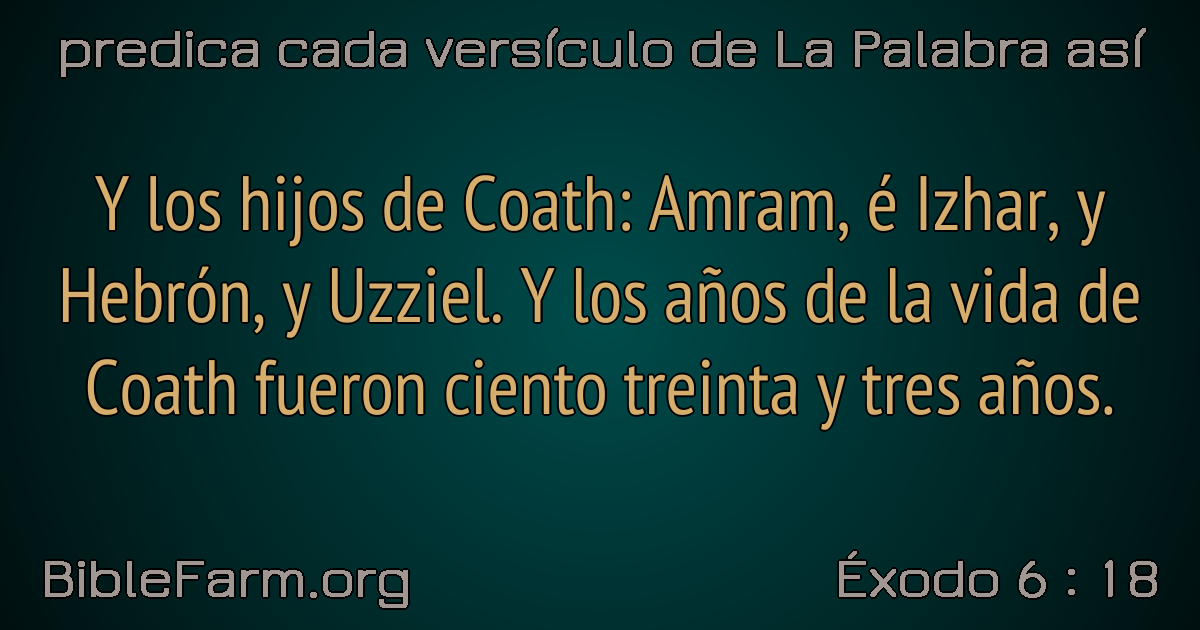 predica cada versículo de La Palabra así
Y los hijos de Coath: Amram, é Izhar, y
Hebrón, y Uzziel. Y los años de la vida de
Coath fueron ciento treinta y tres años.
BibleFarm.org
Éxodo 6 : 18